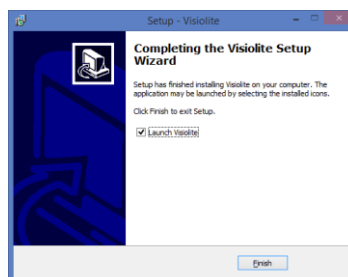 Setup - Visiolite
Completing the Visiolite Setup
Wizard
Setup has finished installing Visiolite on your computer. The
application may be launched by selecting the installed icons.
Click Finish to exit Setup.
Launch Visiolite
Finish